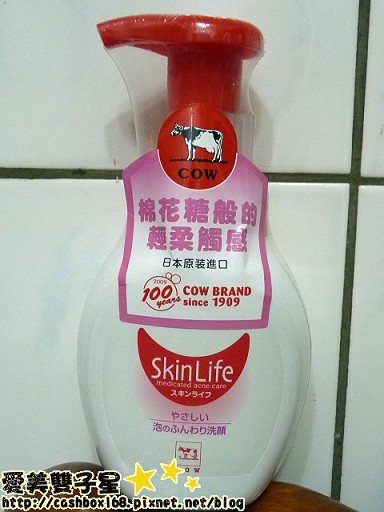 COW
棉花糖般的
輕柔觸感
日本原裝進口
2009
100
years
COW BRAND
since 1909
SkinLife
medicated acne care
スキンライフ
やさしい
泡のふんわり洗顔
COW
愛美雙子星
http://cashbox168.pixnet.net/blog